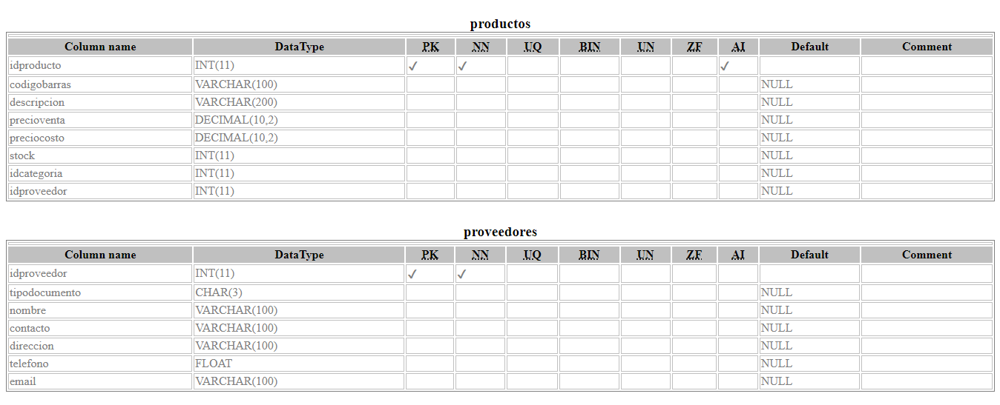 productos
Column name DataType PK NN UQ BIN UN ZF AI Default Comment
idproducto INT(11) ✓ ✓ ✓
codigobarras VARCHAR(100) NULL
descripcion VARCHAR(200) NULL
precioventa DECIMAL(10,2) NULL
preciocosto DECIMAL(10,2) NULL
stock INT(11) NULL
idcategoria INT(11) NULL
idproveedor INT(11) NULL
proveedores
Column name DataType PK NN UQ BIN UN ZF AI Default Comment
idproveedor INT(11) ✓ ✓
tipodocumento CHAR(3) NULL
nombre VARCHAR(100) NULL
contacto VARCHAR(100) NULL
direccion VARCHAR(100) NULL
telefono FLOAT NULL
email VARCHAR(100) NULL